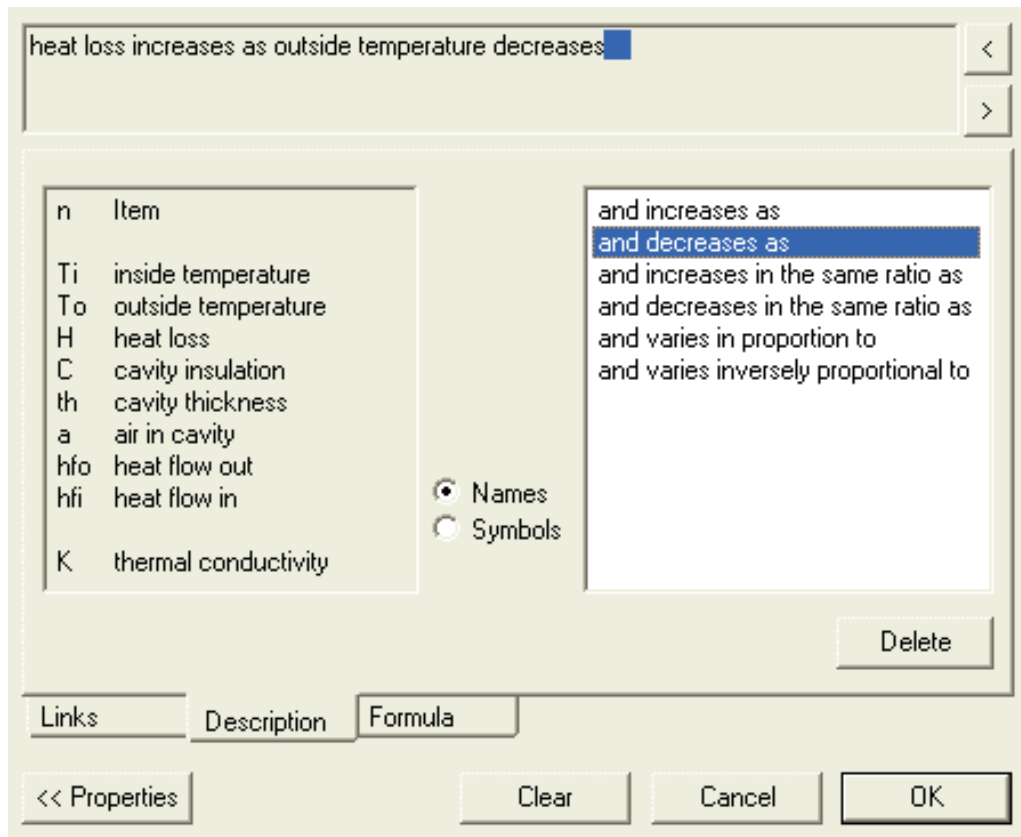 heat loss increases as outside temperature decreases
<
>
n Item
Ti inside temperature
To outside temperature
H heat loss
C cavity insulation
th cavity thickness
a air in cavity
hfo heat flow out
hfi heat flow in
K thermal conductivity
Names
Symbols
and increases as
and decreases as
and increases in the same ratio as
and decreases in the same ratio as
and varies in proportion to
and varies inversely proportional to
Delete
Links Description Formula
<< Properties Clear Cancel OK